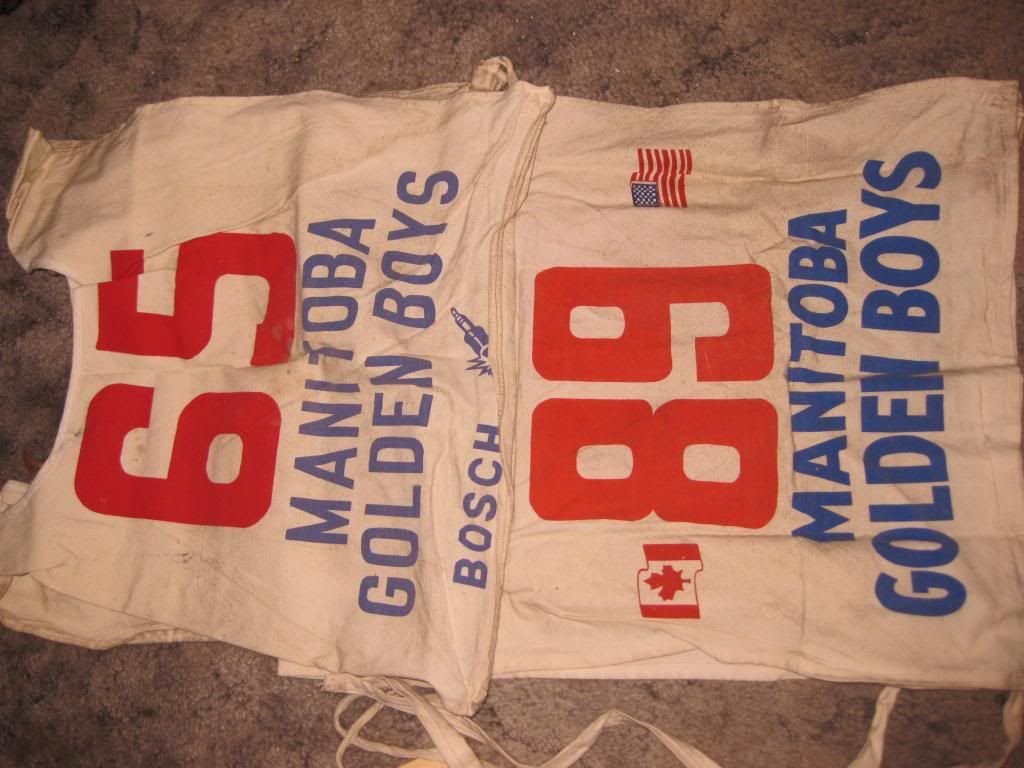 65
MANITOBA
GOLDEN BOYS
BOSCH
89
MANITOBA
GOLDEN BOYS